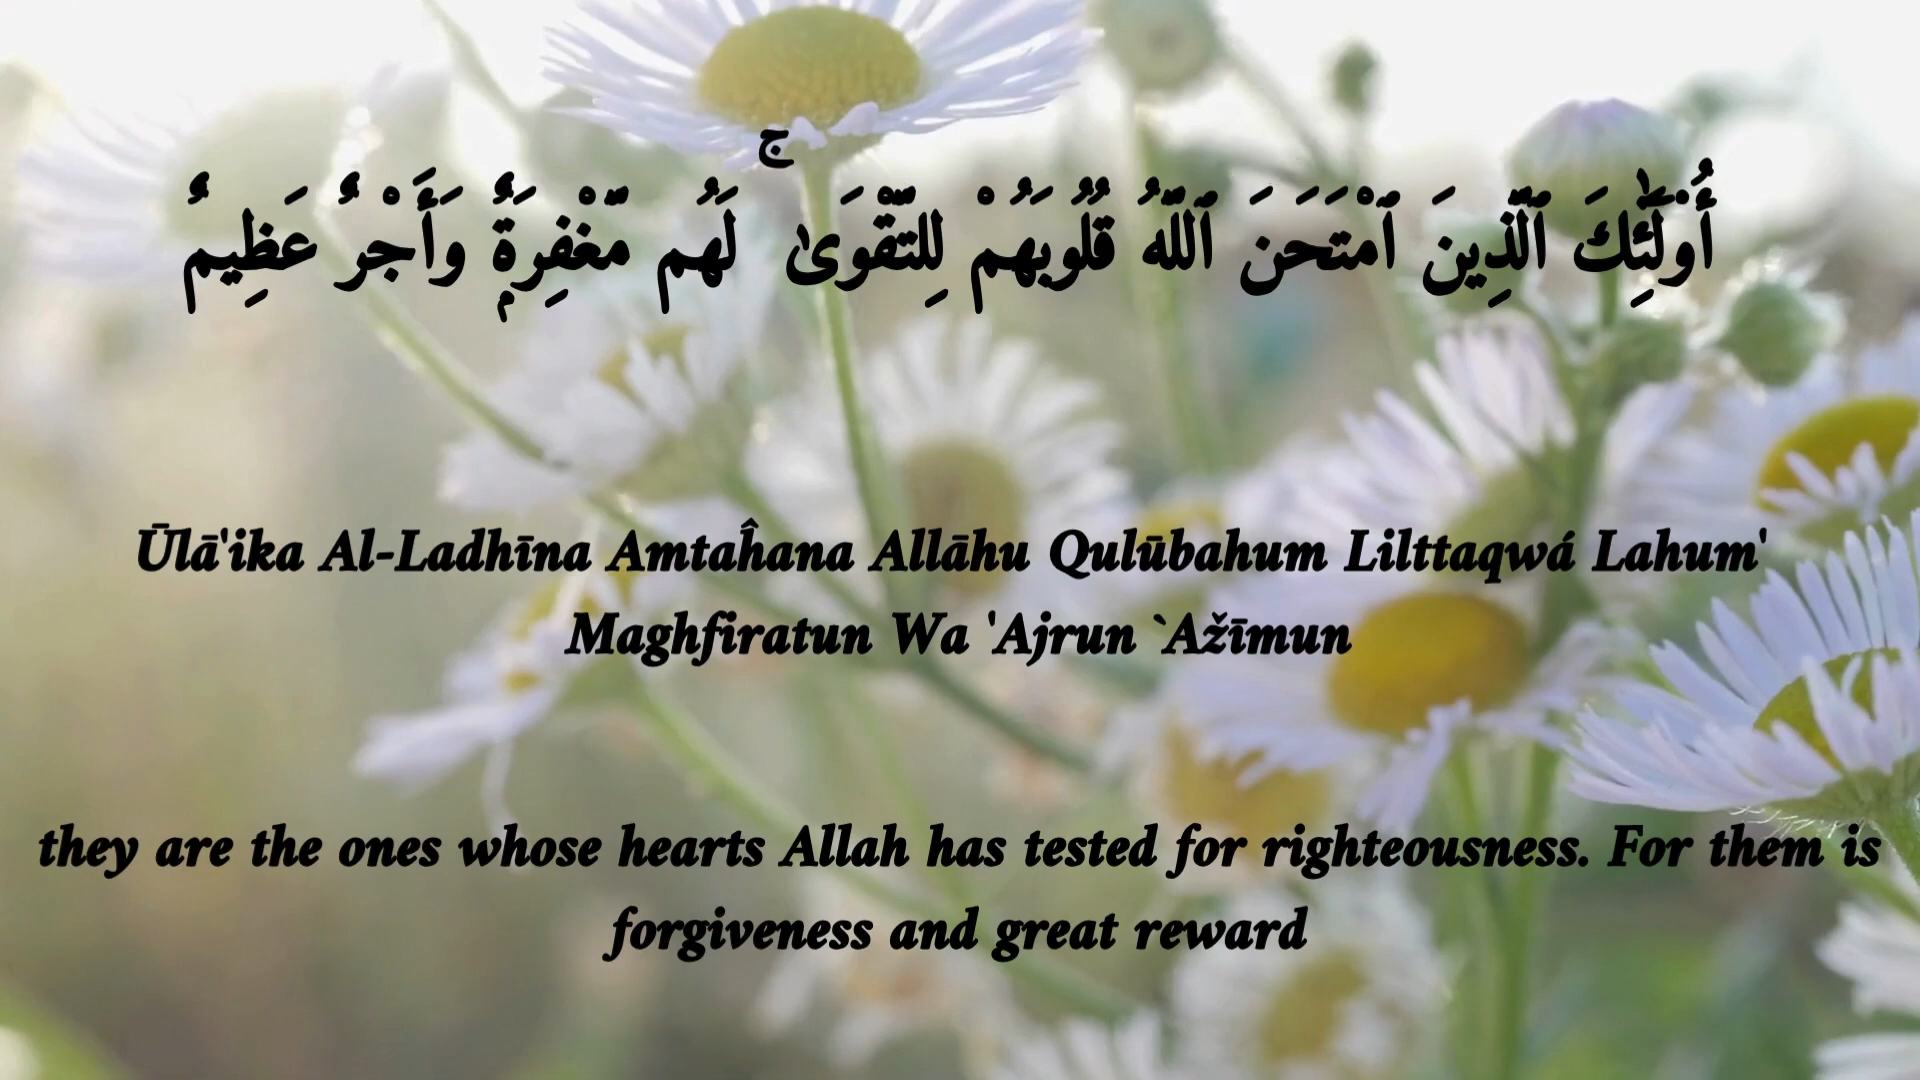 أُو۟لَـٰٓئِكَ ٱلَّذِينَ ٱمْتَحَنَ ٱللَّهُ قُلُوبَهُمْ لِلتَّقْوَىٰ ۚ لَهُم مَّغْفِرَةٌۭ وَأَجْرٌ عَظِيمٌ
Ūlā'ika Al-Ladhīna Amtaĥana Allāhu Qulūbahum Lilttaqwá Lahum'
Maghfiratun Wa 'Ajrun `Ažīmun
they are the ones whose hearts Allah has tested for righteousness. For them is
forgiveness and great reward